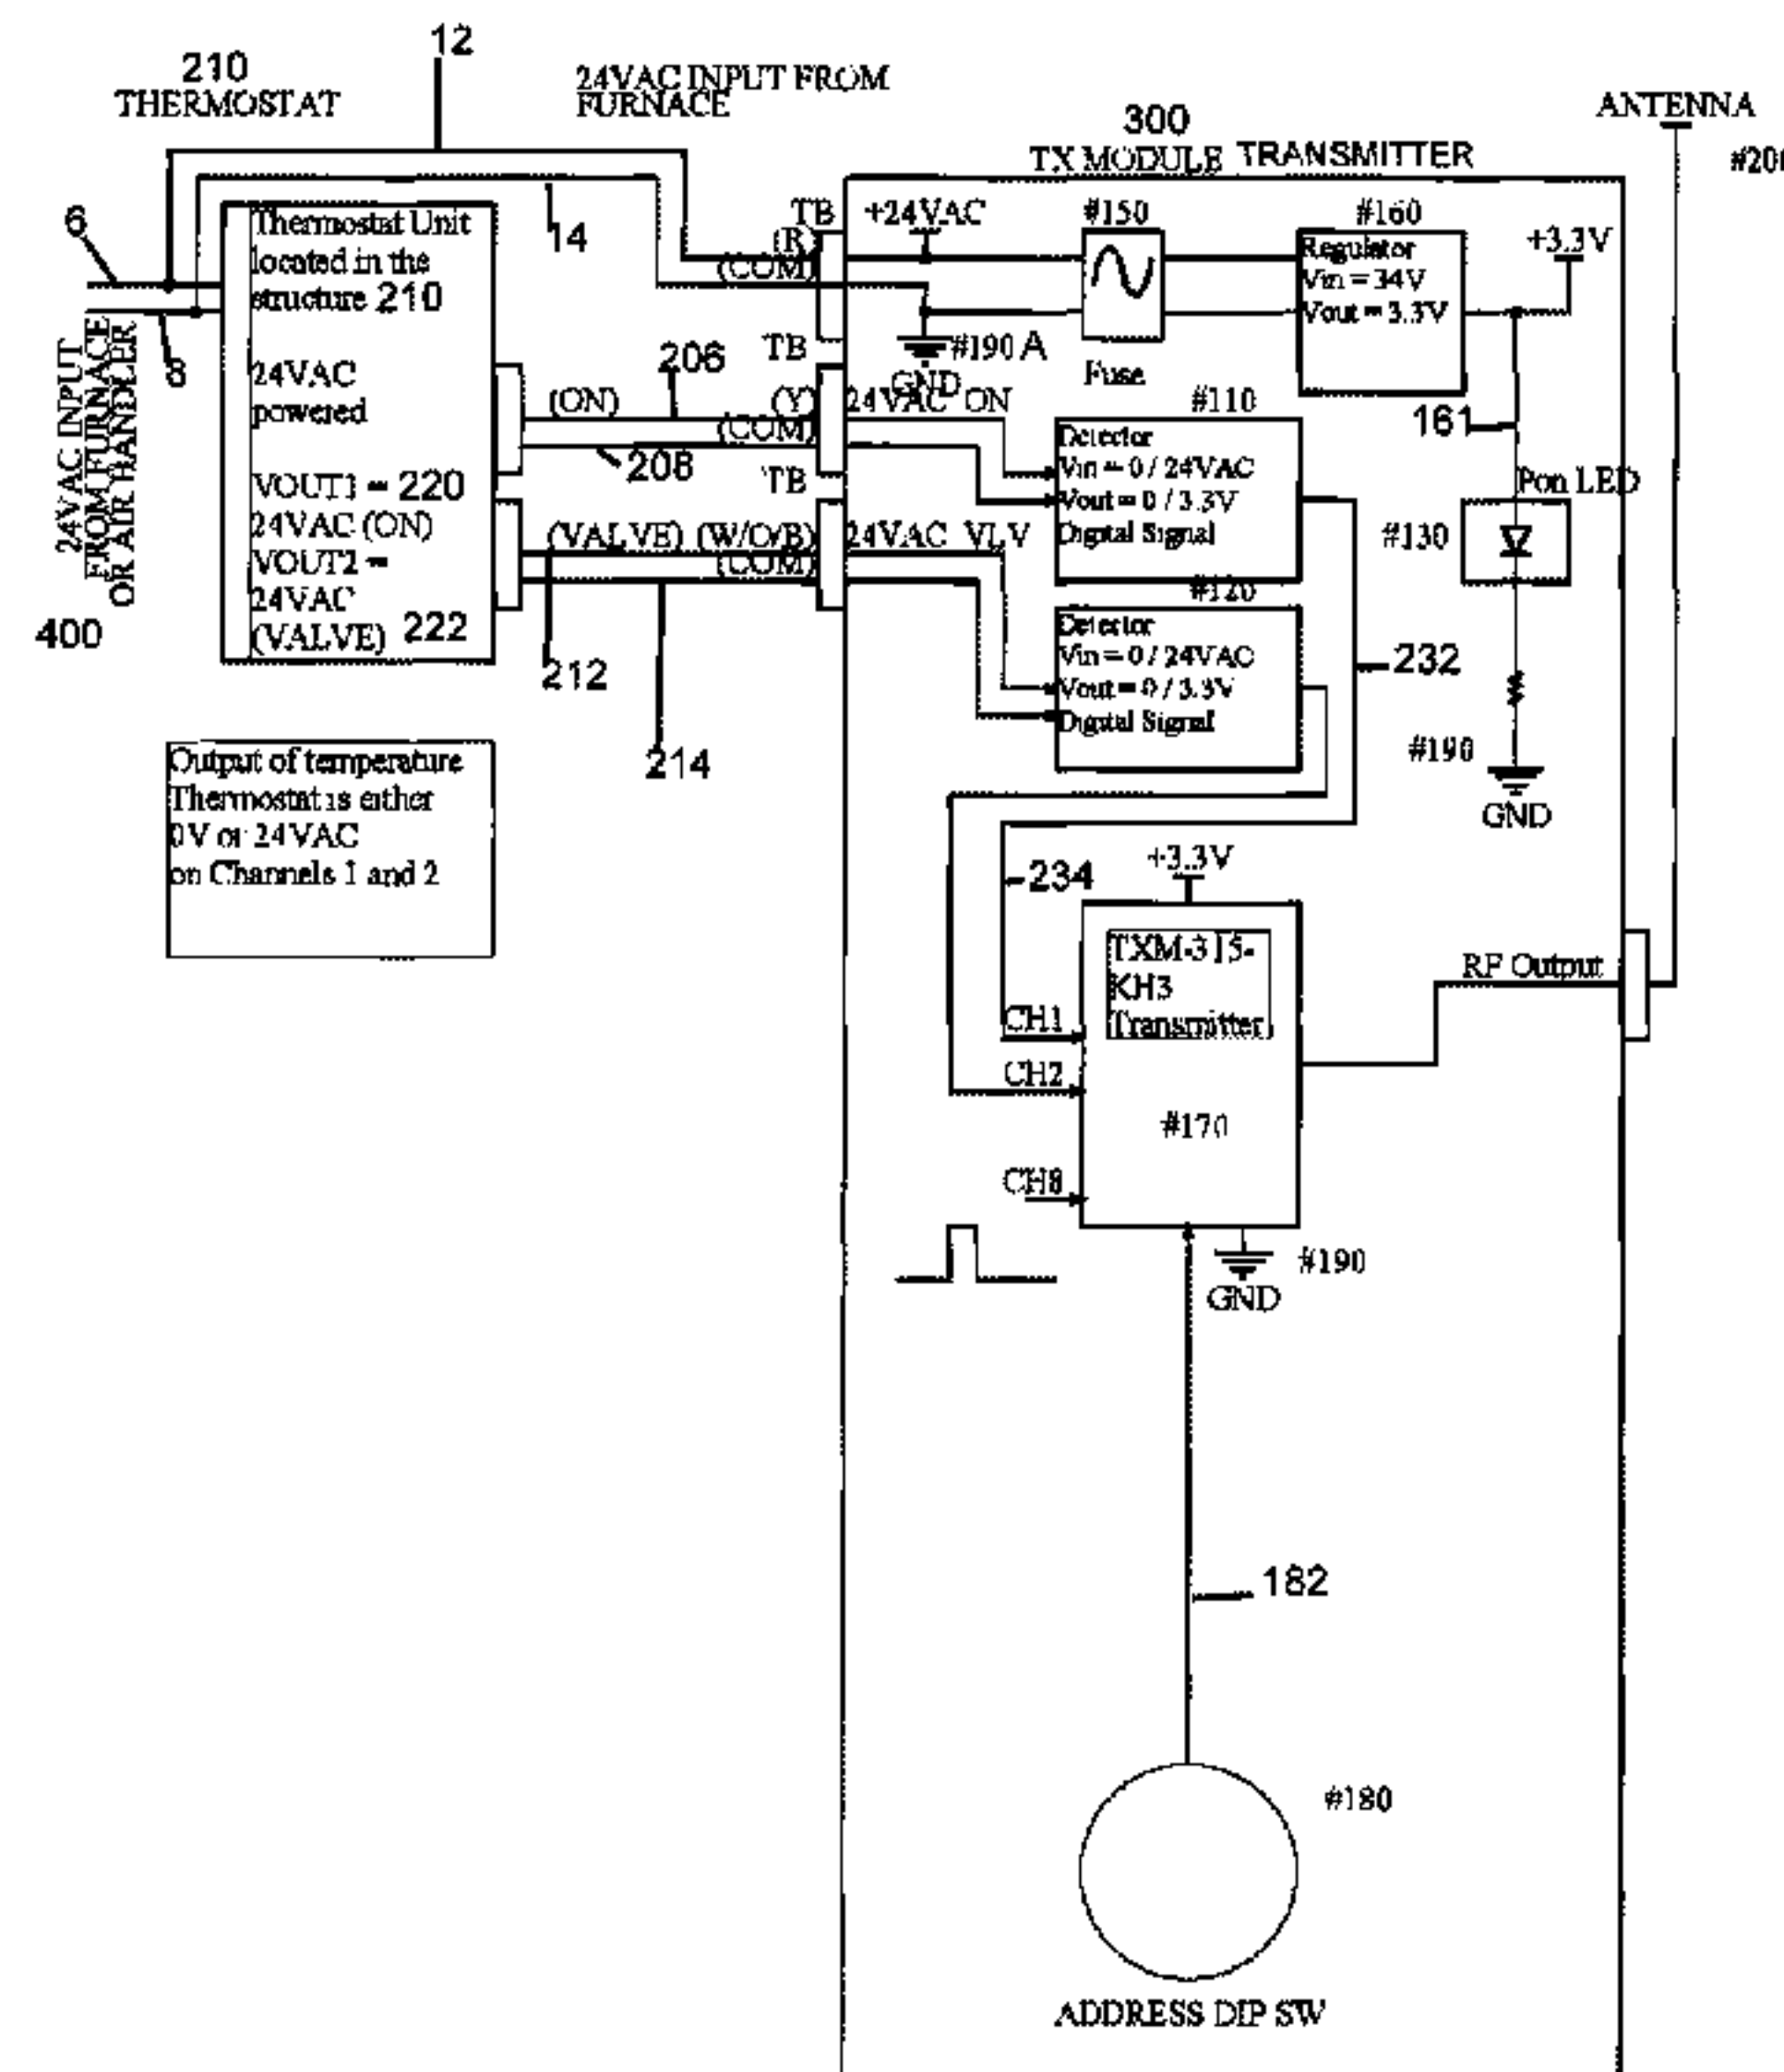 12
210
THERMOSTAT
24VAC INPUT FROM
FURNACE
300
TX MODULE TRANSMITTER
ANTENNA
6
14
8
24VAC INPUT
FROM FURNACE
OR AIR HANDLER
400
Thermostat Unit
located in the
structure 210
24VAC
powered
VOUT1 = 220
24VAC (ON)
VOUT2 =
24VAC
(VALVE) 222
TB
(R)
(COM)
+24VAC
#150
#160
Regulator
Vin = 34V
Vout = 3.3V
+3.3V
#190 A
GND
Fuse
TB
206
(ON)
(Y)
(COM)
24VAC ON
208
TB
#110
Detector
Vin = 0 / 24VAC
Vout = 0 / 3.3V
Digital Signal
161
Pon LED
#130
(VALVE) (W/O/B)
(COM)
24VAC VLV
212
214
#120
Detector
Vin = 0 / 24VAC
Vout = 0 / 3.3V
Digital Signal
232
#190
GND
Output of temperature
Thermostat is either
0V or 24VAC
on Channels 1 and 2
234
+3.3V
TXM-315-
KH3
Transmitter
RF Output
CH1
CH2
#170
CH8
#190
GND
182
#180
ADDRESS DIP SW